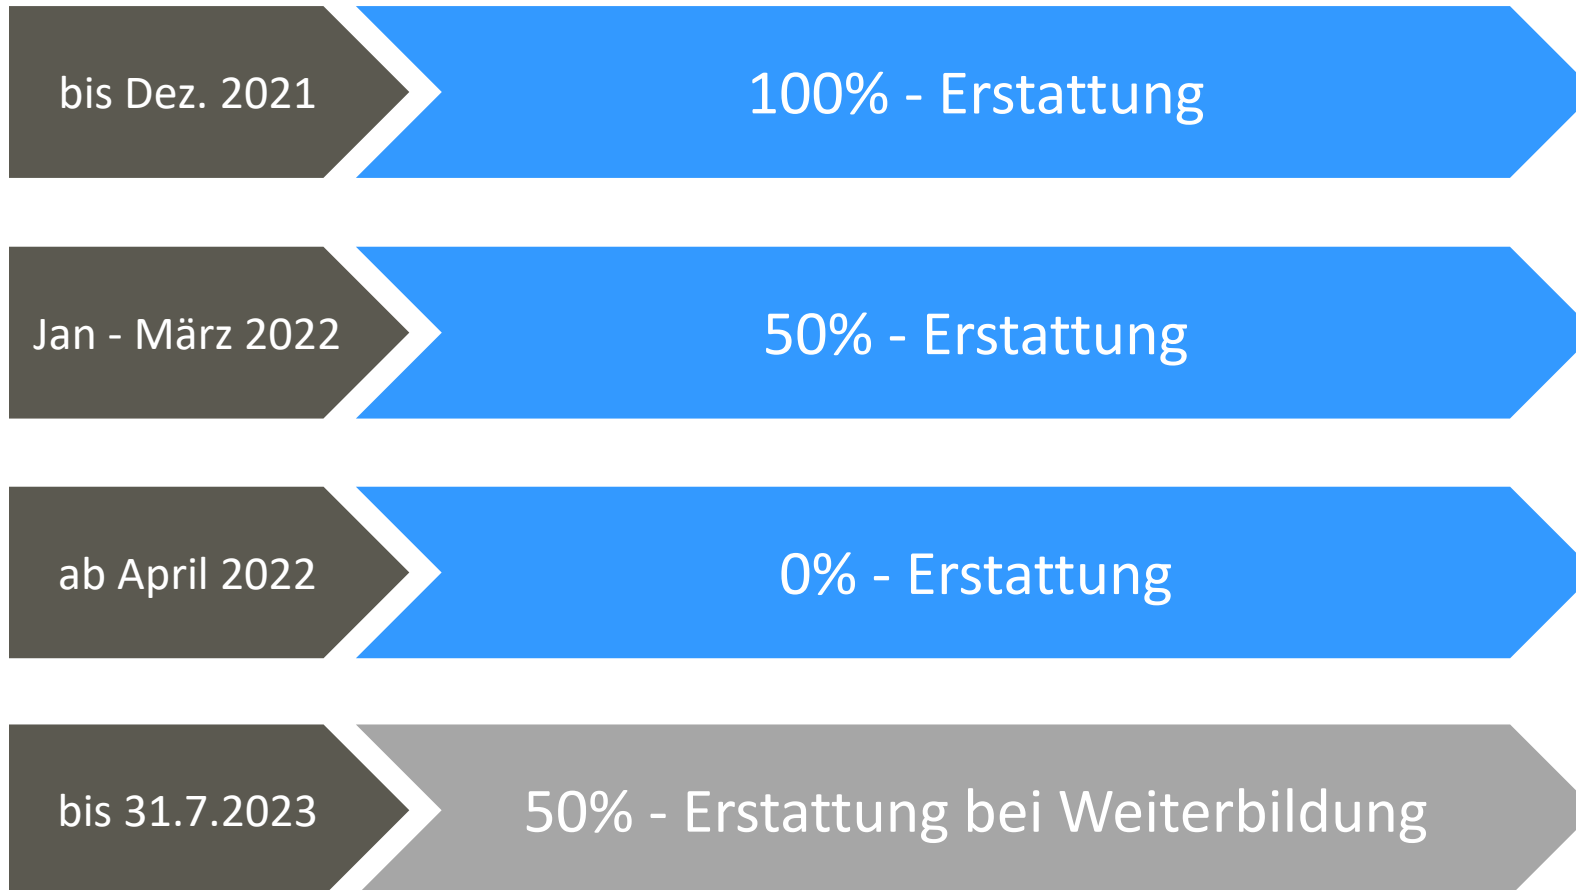 bis Dez. 2021
100% - Erstattung
Jan - März 2022
50% - Erstattung
ab April 2022
0% - Erstattung
bis 31.7.2023
50% - Erstattung bei Weiterbildung